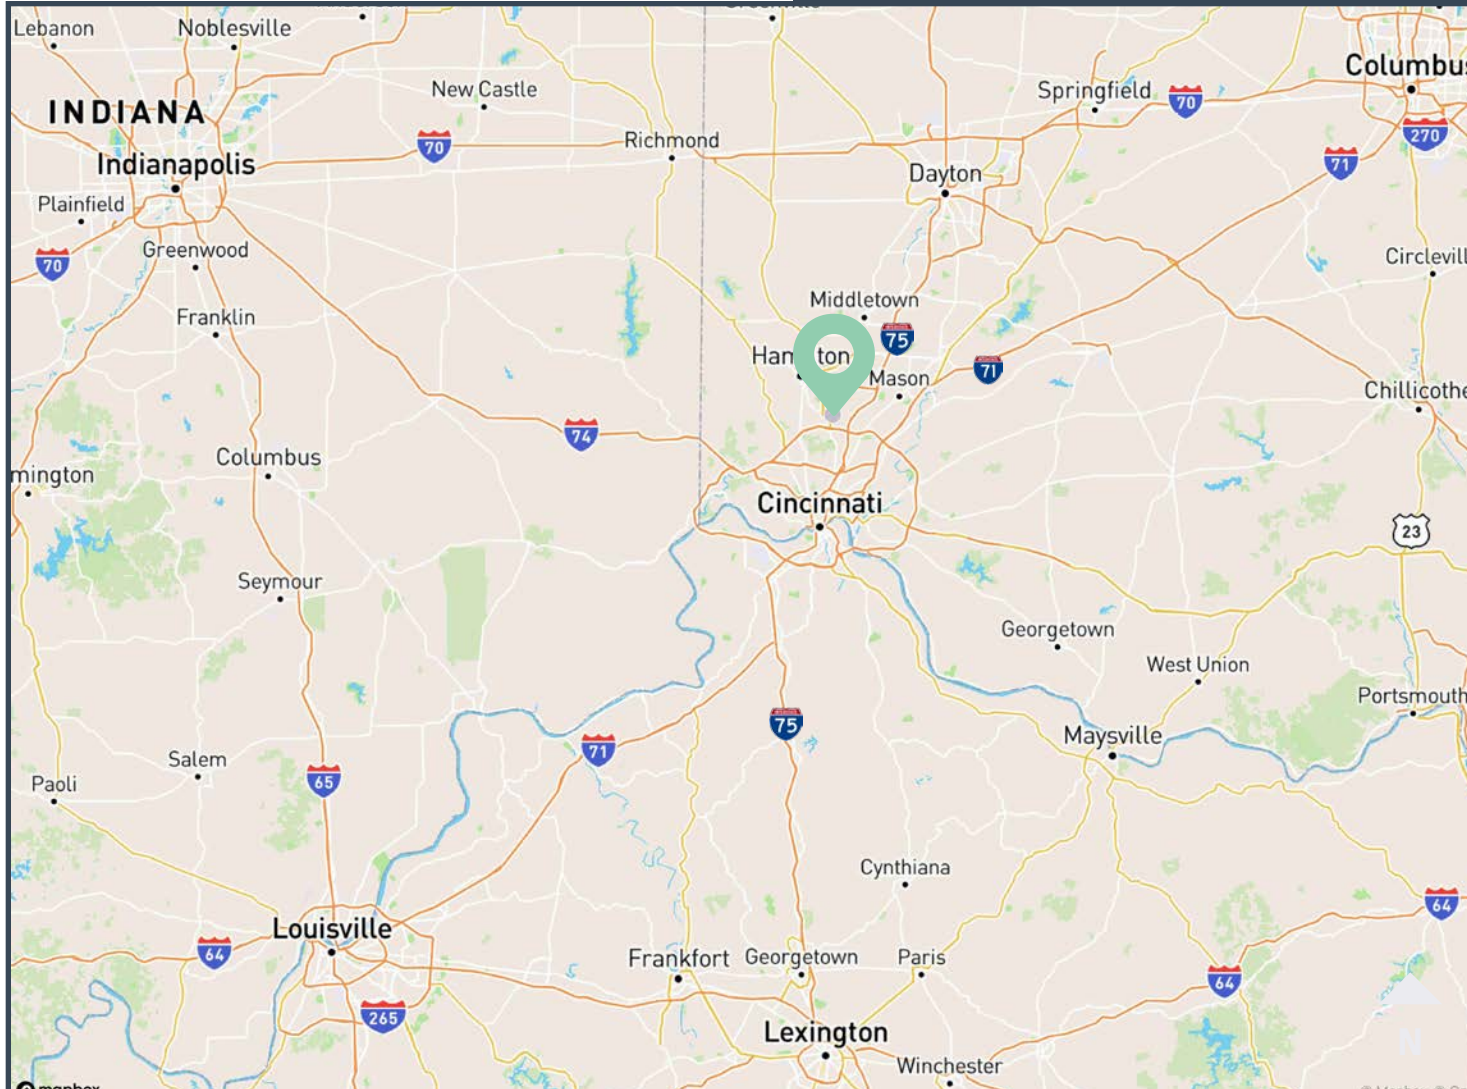 Lebanon
Noblesville
Columbus
Springfield
70
New Castle
INDIANA
270
Richmond
70
71
Indianapolis
Dayton
Plainfield
Greenwood
Circlevill
70
Middletown
Franklin
75
Ham ton
71
Mason
Chillicothe
74
Columbus
mington
Cincinnati
23
Seymour
Georgetown
West Union
Portsmouth
75
Maysville
71
Salem
65
Paoli
Cynthiana
64
Louisville
64
Frankfort
Georgetown
Paris
64
265
Lexington
Winchester
N
mapbox